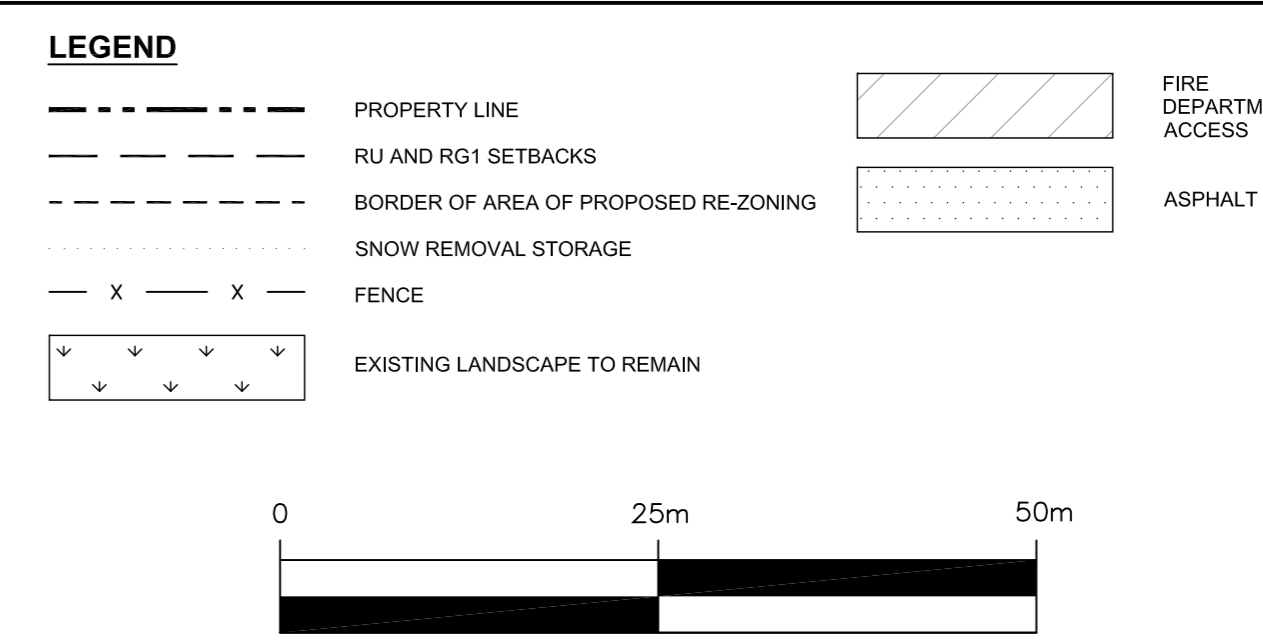 LEGEND
PROPERTY LINE
RU AND RG1 SETBACKS
BORDER OF AREA OF PROPOSED RE-ZONING
SNOW REMOVAL STORAGE
X X
FENCE
EXISTING LANDSCAPE TO REMAIN
FIRE
DEPARTM
ACCESS
ASPHALT
0 25m 50m